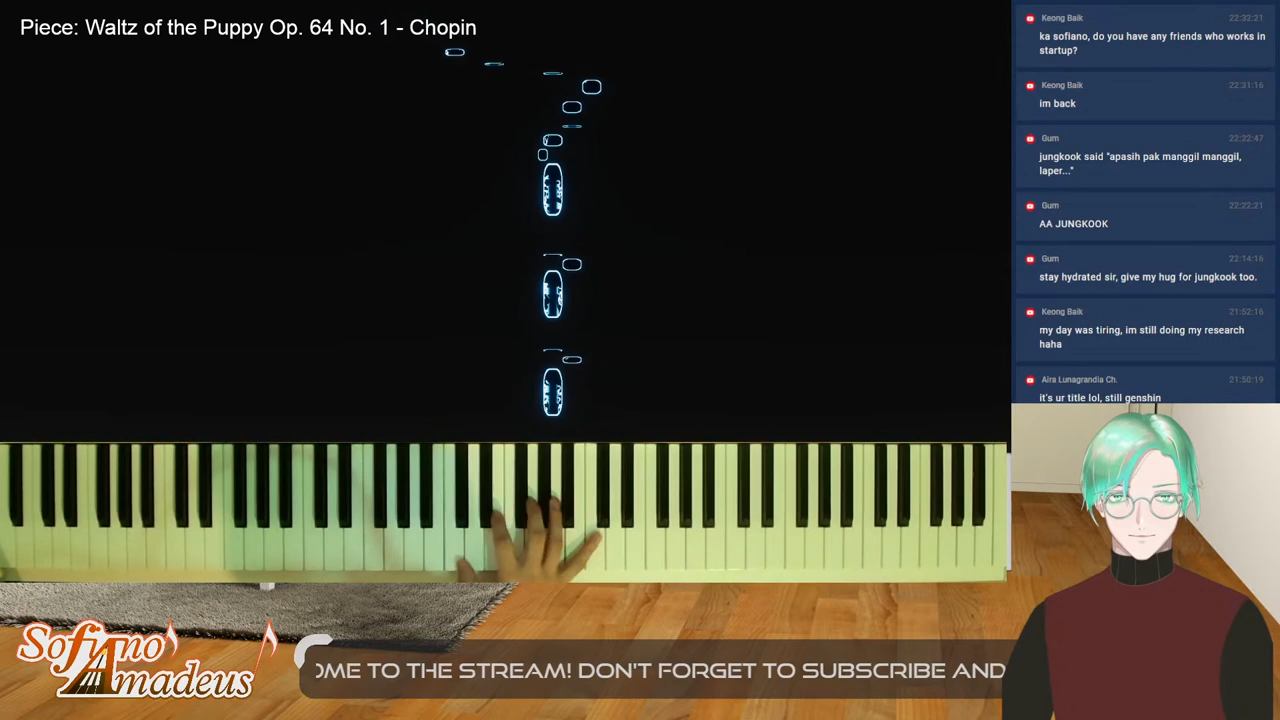 Piece: Waltz of the Puppy Op. 64 No. 1 - Chopin
Keong Baik 22:32:21
ka sofiano, do you have any friends who works in
startup?
Keong Baik 22:31:16
im back
Gum 22:22:47
jungkook said "apasih pak manggil manggil,
laper..."
Gum 22:22:21
AA JUNGKOOK
Gum 22:14:16
stay hydrated sir, give my hug for jungkook too.
Keong Baik 21:52:16
my day was tiring, im still doing my research
haha
Aira Lunagrandia Ch. 21:50:19
it's ur title lol, still genshin
Sofiano
Amadeus
OME TO THE STREAM! DON'T FORGET TO SUBSCRIBE AND